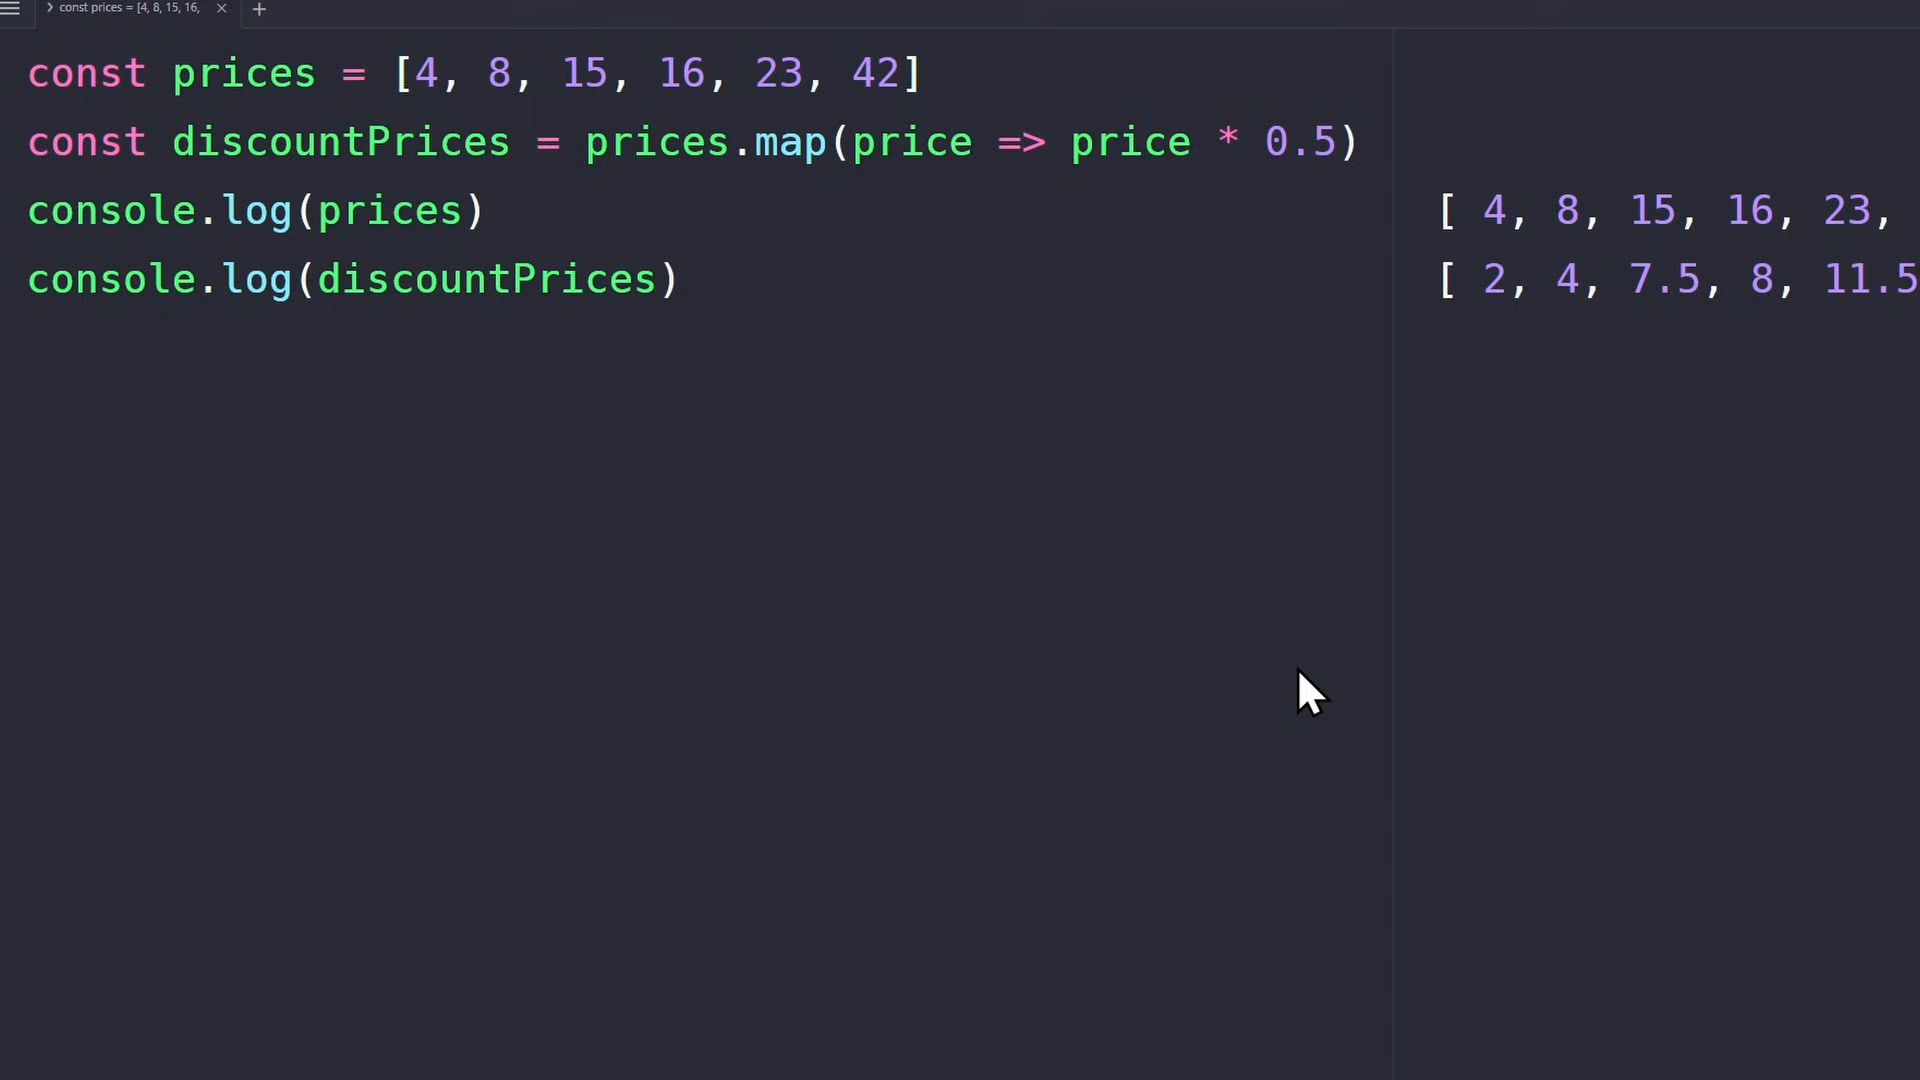 const prices = [4, 8, 15, 16,
const prices = [4, 8, 15, 16, 23, 42]
const discountPrices = prices.map(price => price * 0.5)
console.log(prices)
[ 4, 8, 15, 16, 23,
console.log(discountPrices)
[ 2, 4, 7.5, 8, 11.5